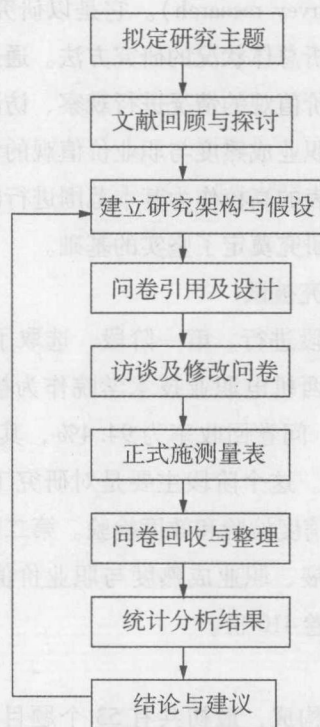 拟定研究主题
文献回顾与探讨
建立研究架构与假设
问卷引用及设计
访谈及修改问卷
正式施测量表
问卷回收与整理
统计分析结果
结论与建议